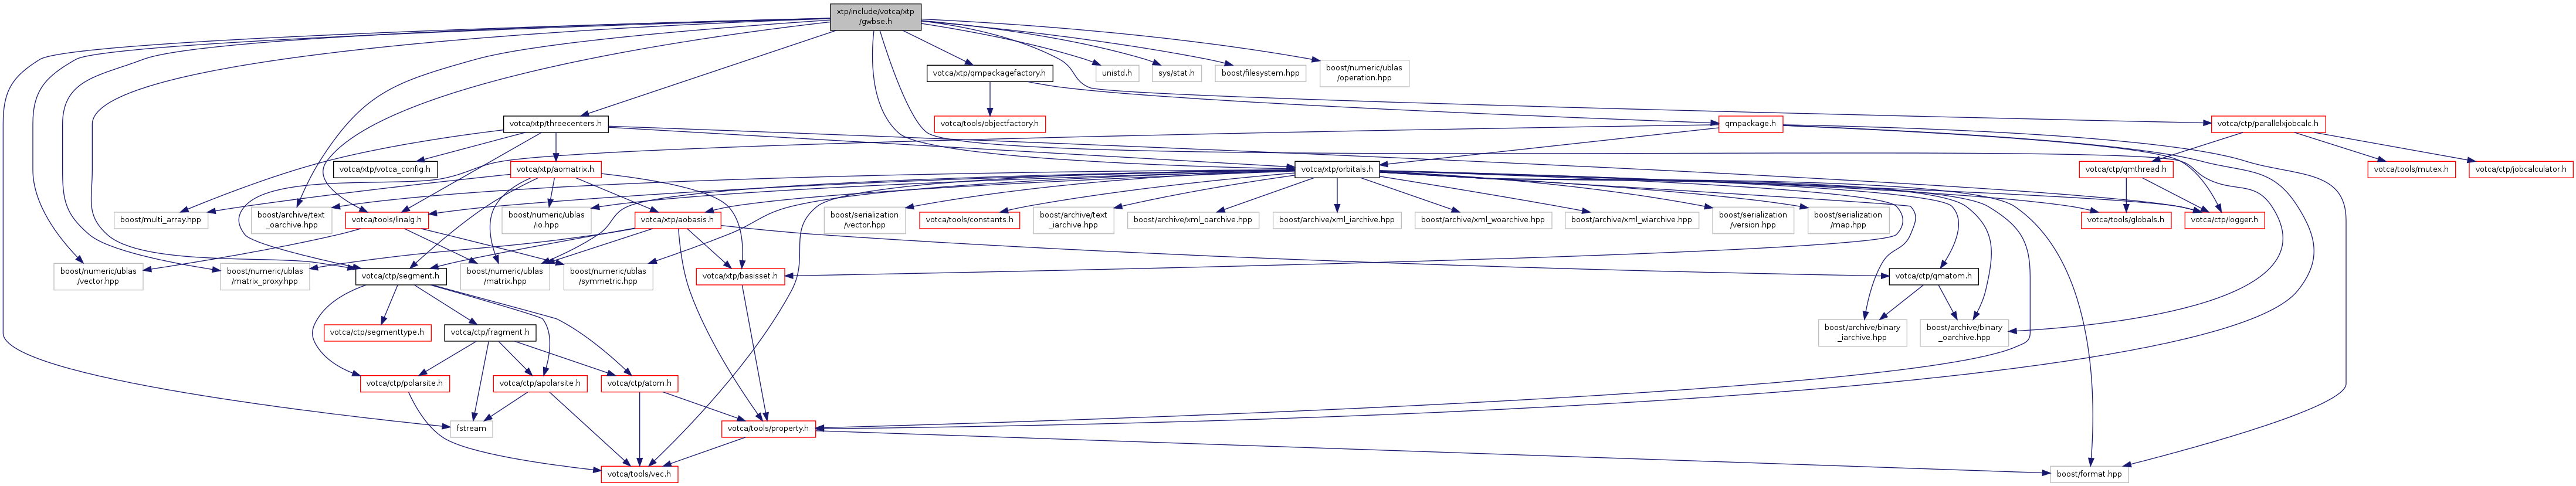 xtp/include/votca/xtp
/gwbse.h
votca/xtp/qmpackagefactory.h
unistd.h
sys/stat.h
boost/filesystem.hpp
boost/numeric/ublas
/operation.hpp
votca/xtp/threecenters.h
votca/tools/objectfactory.h
qmpackage.h
votca/ctp/parallelxjobcalc.h
votca/xtp/votca_config.h
votca/xtp/aomatrix.h
votca/xtp/orbitals.h
votca/ctp/qmthread.h
votca/tools/mutex.h
votca/ctp/jobcalculator.h
boost/multi_array.hpp
boost/archive/text
_oarchive.hpp
votca/tools/linalg.h
boost/numeric/ublas
/io.hpp
votca/xtp/aobasis.h
boost/serialization
/vector.hpp
votca/tools/constants.h
boost/archive/text
_iarchive.hpp
boost/archive/xml_oarchive.hpp
boost/archive/xml_iarchive.hpp
boost/archive/xml_woarchive.hpp
boost/archive/xml_wiarchive.hpp
boost/serialization
/version.hpp
boost/serialization
/map.hpp
votca/tools/globals.h
votca/ctp/logger.h
boost/numeric/ublas
/vector.hpp
boost/numeric/ublas
/matrix_proxy.hpp
votca/ctp/segment.h
boost/numeric/ublas
/matrix.hpp
boost/numeric/ublas
/symmetric.hpp
votca/xtp/basisset.h
votca/ctp/qmatom.h
votca/ctp/segmenttype.h
votca/ctp/fragment.h
boost/archive/binary
_iarchive.hpp
boost/archive/binary
_oarchive.hpp
votca/ctp/polarsite.h
votca/ctp/apolarsite.h
votca/ctp/atom.h
fstream
votca/tools/property.h
votca/tools/vec.h
boost/format.hpp